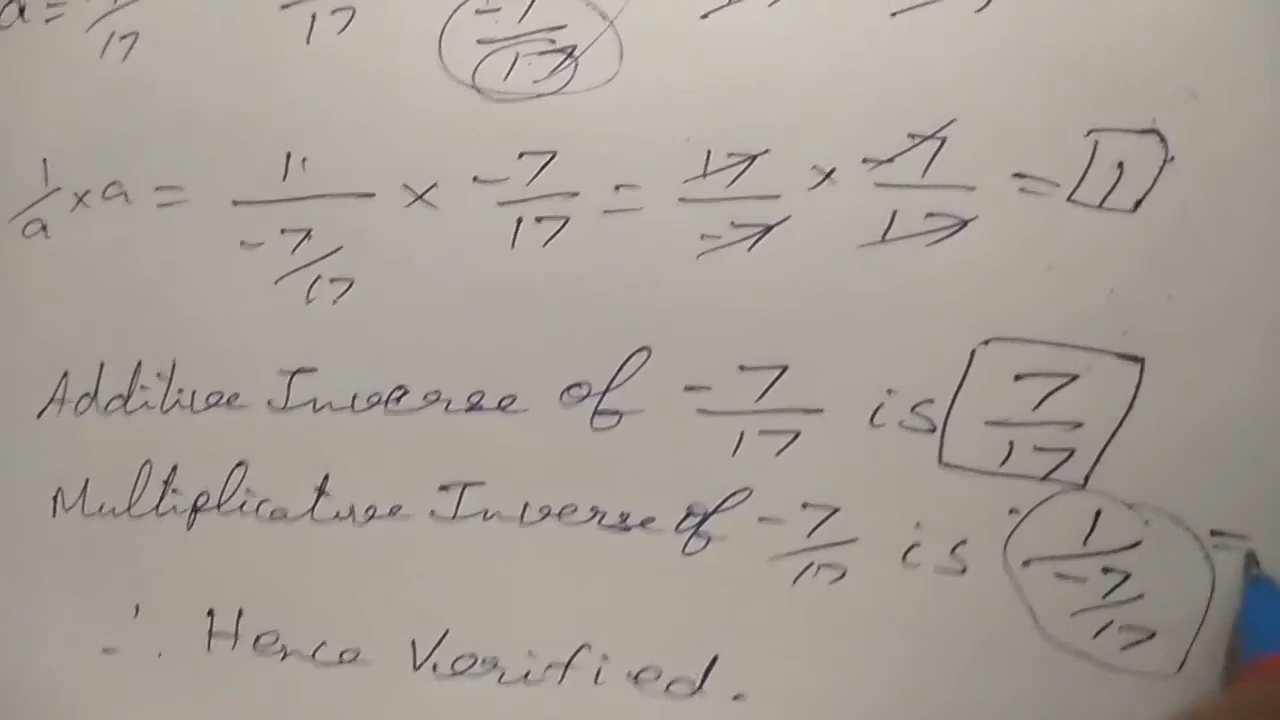 a = 7/17 17 -7/17
1/a × a = 1/(-7/17) × -7/17 = 17/-7 × -7/17 = 1
Additive Inverse of -7/17 is 7/17
Multiplicative Inverse of -7/17 is 1/(-7/17) =
∴ Hence Verified.